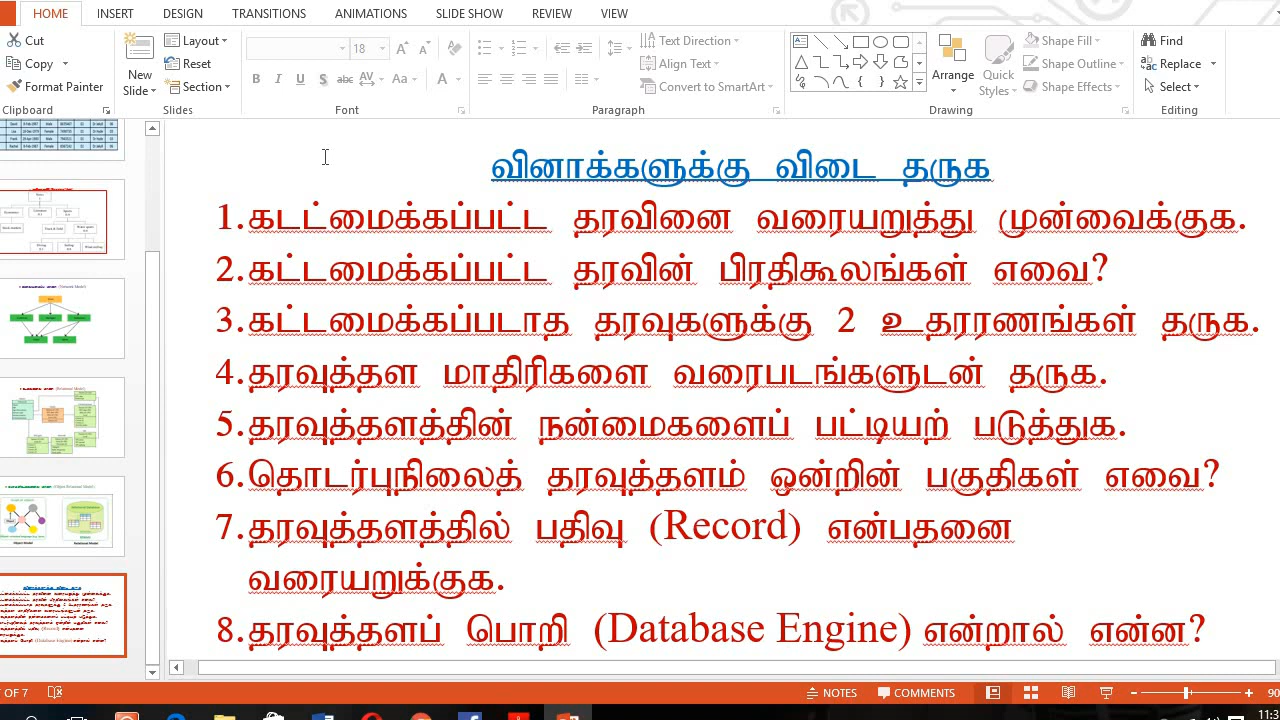 HOME INSERT DESIGN TRANSITIONS ANIMATIONS SLIDE SHOW REVIEW VIEW
Cut
Copy
Format Pain
Clipboard
New Slide
Layout
Reset
Section
Slides
18
Font
Text Direction
Align Text
Convert to SmartArt
Paragraph
Arrange
Quick Styles
Shape Fill
Shape Outline
Shape Effects
Drawing
Find
Replace
Select
Editing
வினாக்களுக்கு விடை தருக
1.கடட்மைக்கப்பட்ட தரவினை வரையறுத்து முன்வைக்குக.
2.கட்டமைக்கப்பட்ட தரவின் பிரதிகூலங்கள் எவை?
3.கட்டமைக்கப்படாத தரவுகளுக்கு 2 உதரரணங்கள் தருக.
4.தரவுத்தள மாதிரிகளை வரைபடங்களுடன் தருக.
5.தரவுத்தளத்தின் நன்மைகளைப் பட்டியற் படுத்துக.
6.தொடர்புநிலைத் தரவுத்தளம் ஒன்றின் பகுதிகள் எவை?
7.தரவுத்தளத்தில் பதிவு (Record) என்பதனை
வரையறுக்குக.
8.தரவுத்தளப் பொறி (Database Engine) என்றால் என்ன?
OF 7
NOTES
COMMENTS
90
11:3